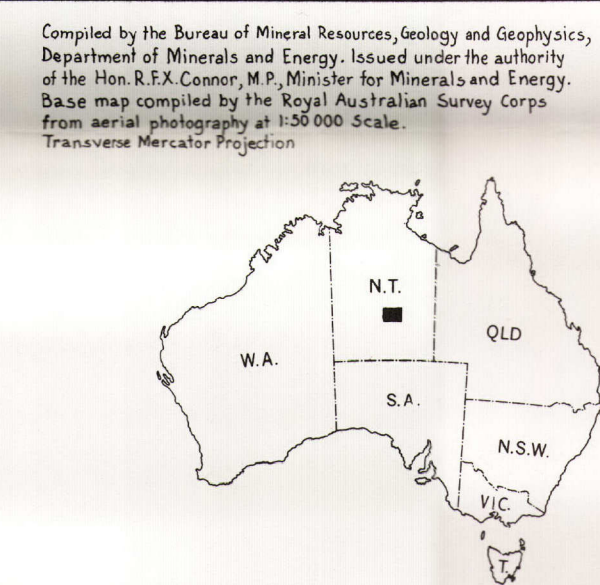 Compiled by the Bureau of Mineral Resources, Geology and Geophysics,
Department of Minerals and Energy. Issued under the authority
of the Hon. R.F.X. Connor, M.P., Minister for Minerals and Energy.
Base map compiled by the Royal Australian Survey Corps
from aerial photography at 1:50 000 Scale.
Transverse Mercator Projection
N.T.
QLD
W.A.
S.A.
N.S.W.
VIC.
T.